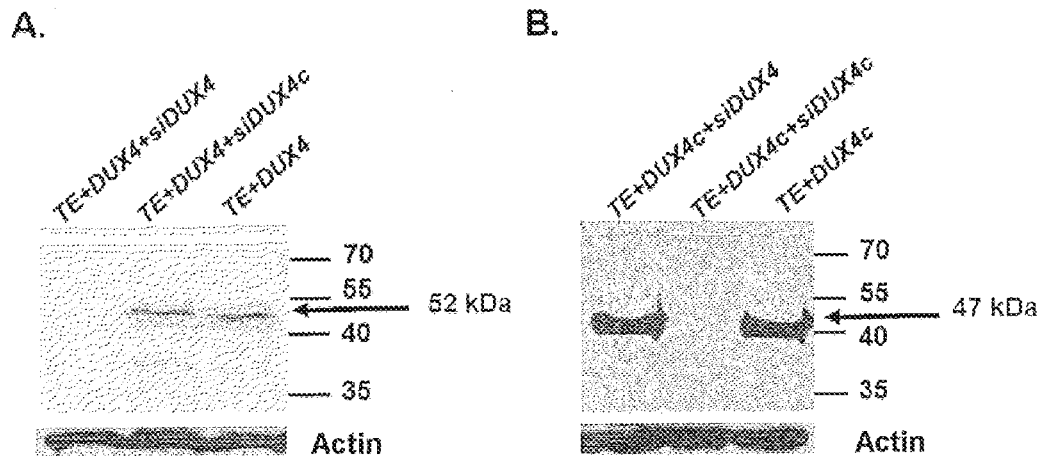 A.
TE+DUX4+siDUX4
TE+DUX4+siDUX4c
TE+DUX4
70
55
52 kDa
40
35
Actin
B.
TE+DUX4c+siDUX4
TE+DUX4c+siDUX4c
TE+DUX4c
70
55
47 kDa
40
35
Actin